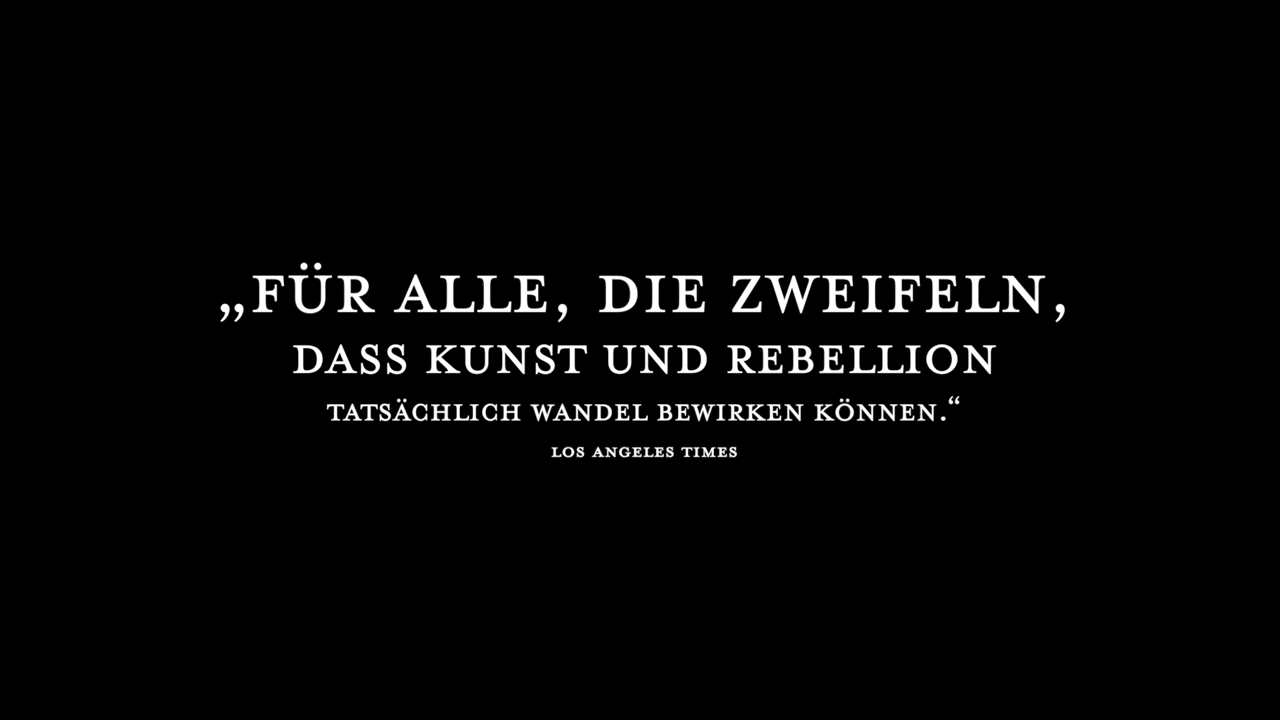 „FÜR ALLE, DIE ZWEIFELN,
DASS KUNST UND REBELLION
TATSÄCHLICH WANDEL BEWIRKEN KÖNNEN.“
LOS ANGELES TIMES